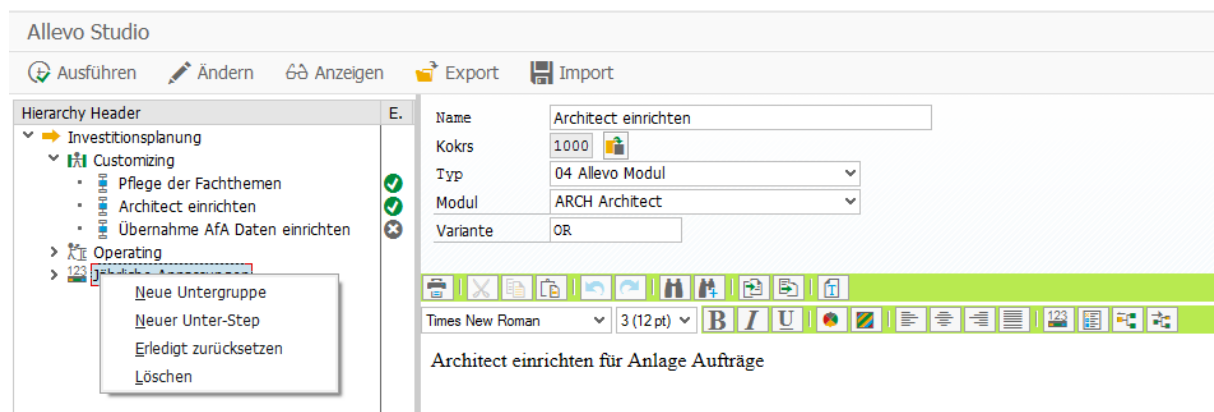 Allevo Studio
Ausführen Ändern Anzeigen Export Import
Hierarchy Header E.
Investitionsplanung
Customizing
Pflege der Fachthemen
Architect einrichten
Übernahme AfA Daten einrichten
Operating
123
Neue Untergruppe
Neuer Unter-Step
Erledigt zurücksetzen
Löschen
Name Architect einrichten
Kokrs 1000
Typ 04 Allevo Modul
Modul ARCH Architect
Variante OR
Times New Roman 3 (12 pt) B I U 123
Architect einrichten für Anlage Aufträge